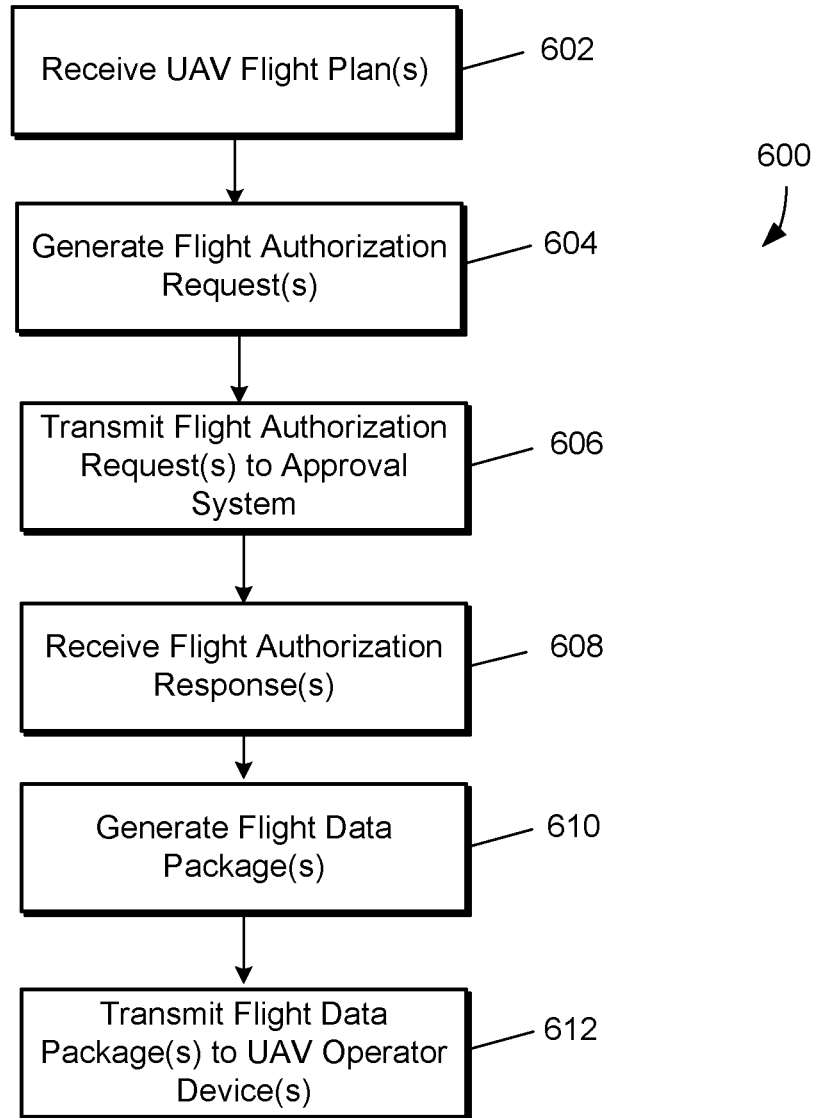 Receive UAV Flight Plan(s)
602
600
Generate Flight Authorization
Request(s)
604
Transmit Flight Authorization
Request(s) to Approval
System
606
Receive Flight Authorization
Response(s)
608
Generate Flight Data
Package(s)
610
Transmit Flight Data
Package(s) to UAV Operator
Device(s)
612